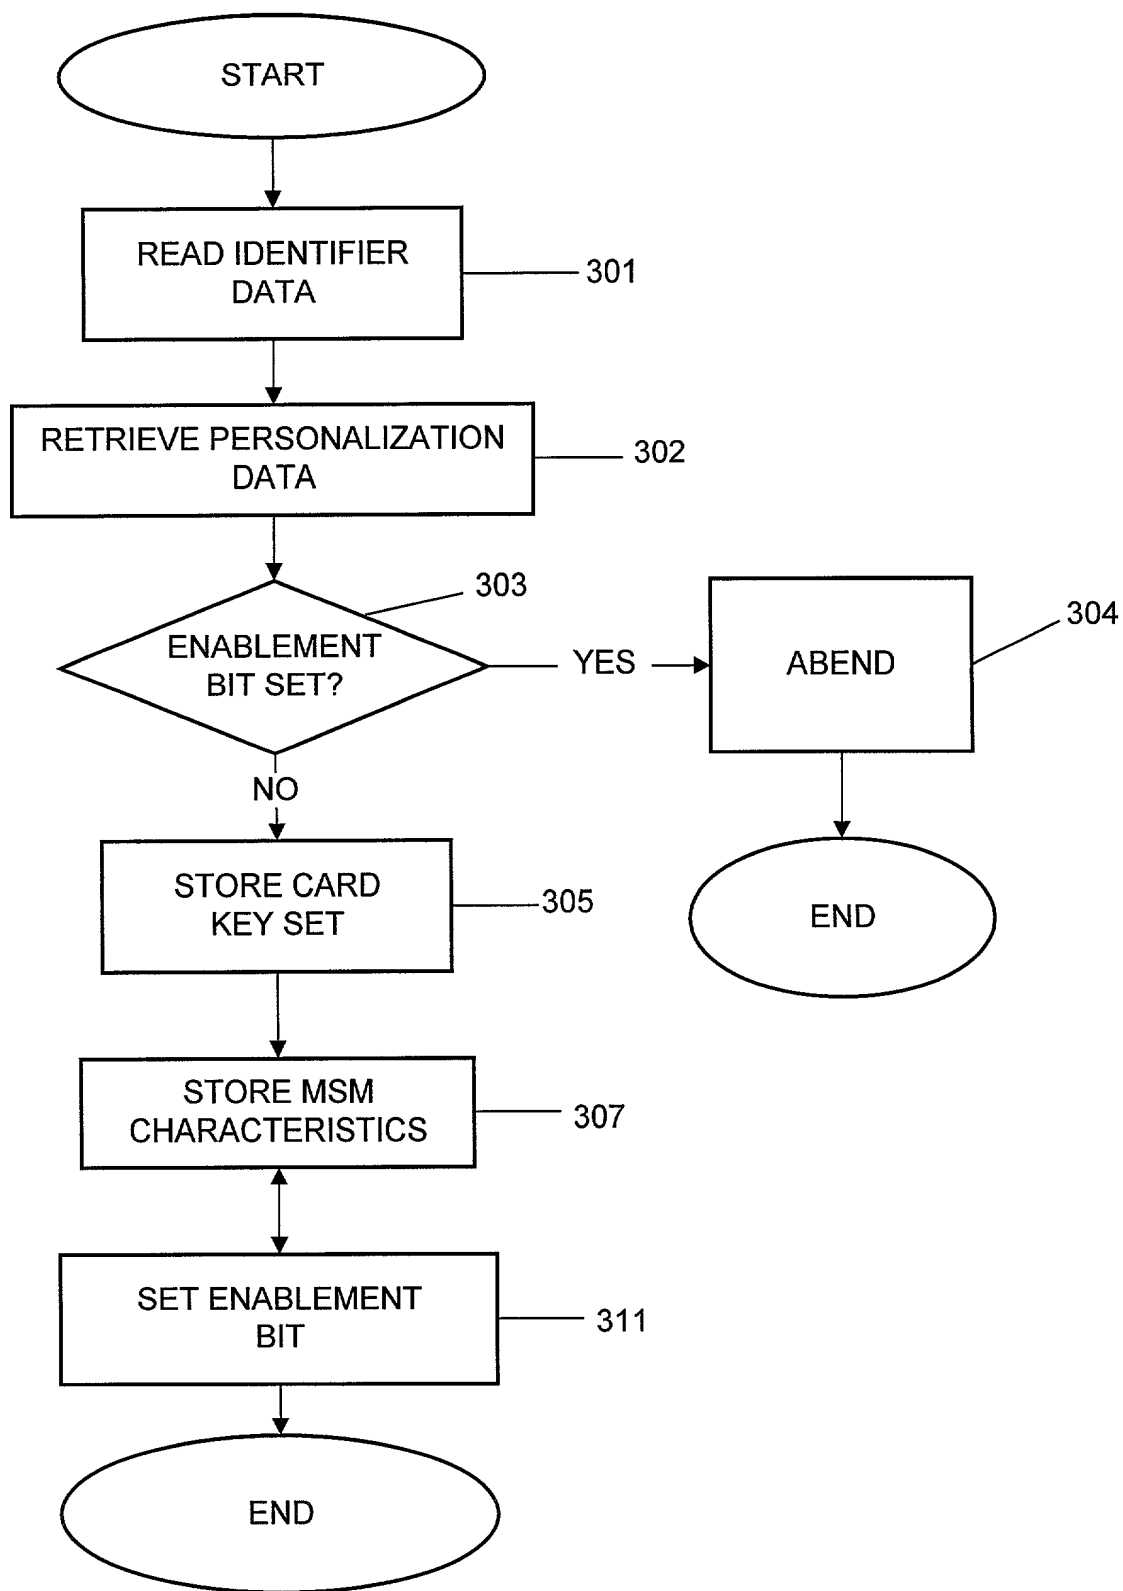 START
READ IDENTIFIER
DATA
301
RETRIEVE PERSONALIZATION
DATA
302
303
ENABLEMENT
BIT SET?
YES
ABEND
304
NO
STORE CARD
KEY SET
305
END
STORE MSM
CHARACTERISTICS
307
SET ENABLEMENT
BIT
311
END